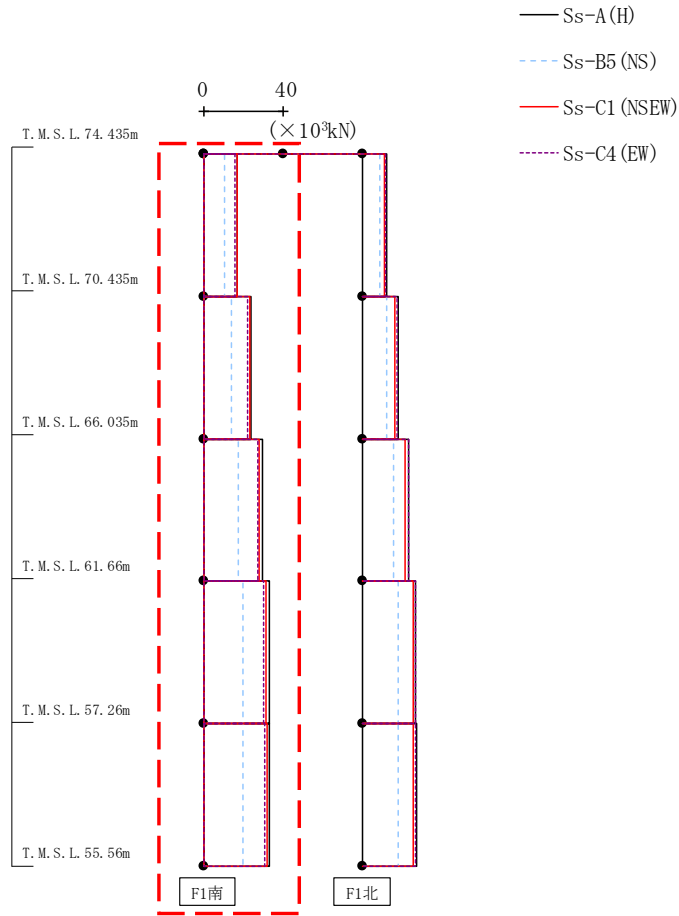 Ss-A(H)
Ss-B5(NS)
Ss-C1(NSEW)
Ss-C4(EW)
0 40
(×10³kN)
T.M.S.L.74.435m
T.M.S.L.70.435m
T.M.S.L.66.035m
T.M.S.L.61.66m
T.M.S.L.57.26m
T.M.S.L.55.56m
F1南 F1北